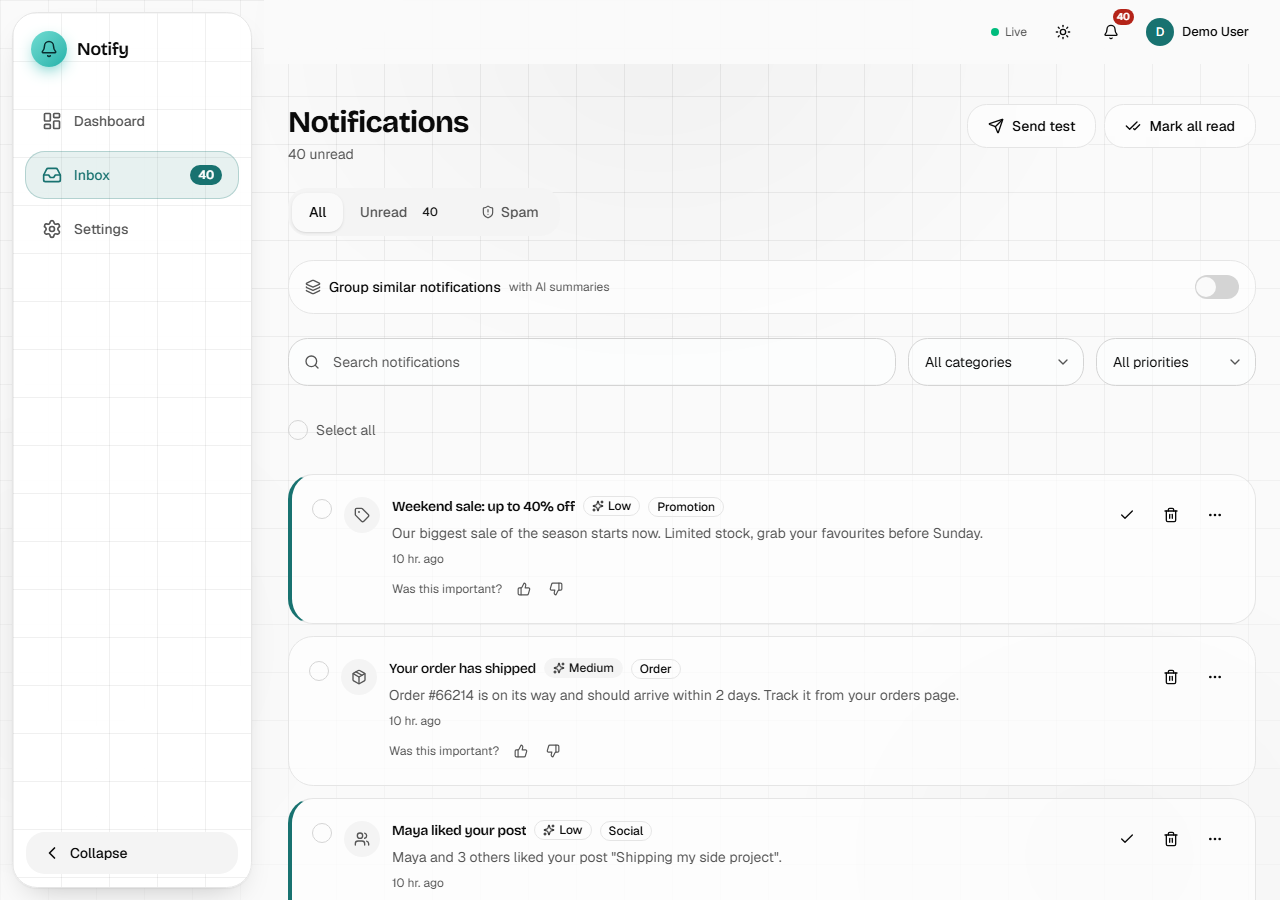 Notify
Dashboard
Inbox 40
Settings
Collapse
Live
40
D Demo User
Notifications
40 unread
Send test
Mark all read
All
Unread 40
Spam
Group similar notifications with AI summaries
Search notifications
All categories
All priorities
Select all
Weekend sale: up to 40% off Low Promotion
Our biggest sale of the season starts now. Limited stock, grab your favourites before Sunday.
10 hr. ago
Was this important?
Your order has shipped Medium Order
Order #66214 is on its way and should arrive within 2 days. Track it from your orders page.
10 hr. ago
Was this important?
Maya liked your post Low Social
Maya and 3 others liked your post "Shipping my side project".
10 hr. ago